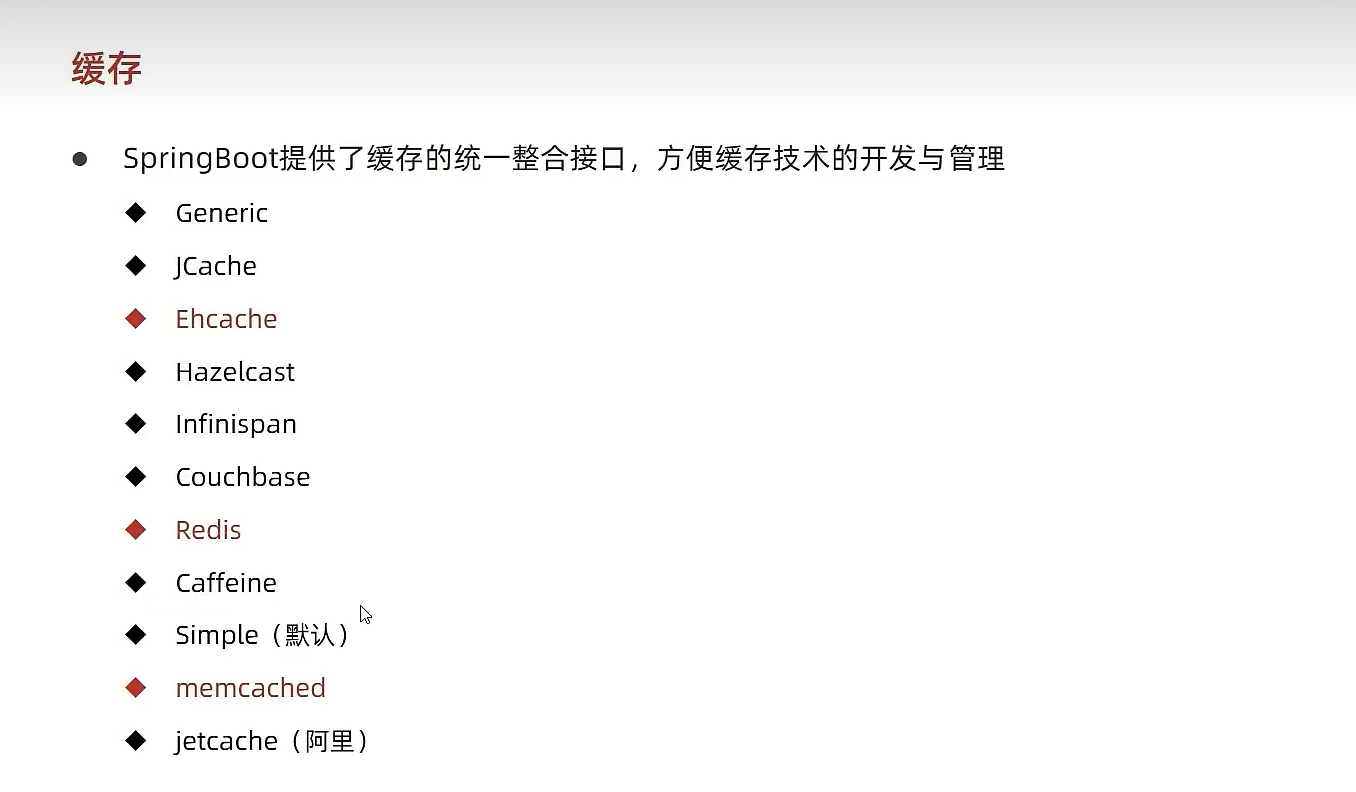 缓存
SpringBoot提供了缓存的统一整合接口，方便缓存技术的开发与管理
Generic
JCache
Ehcache
Hazelcast
Infinispan
Couchbase
Redis
Caffeine
Simple（默认）
memcached
jetcache（阿里）